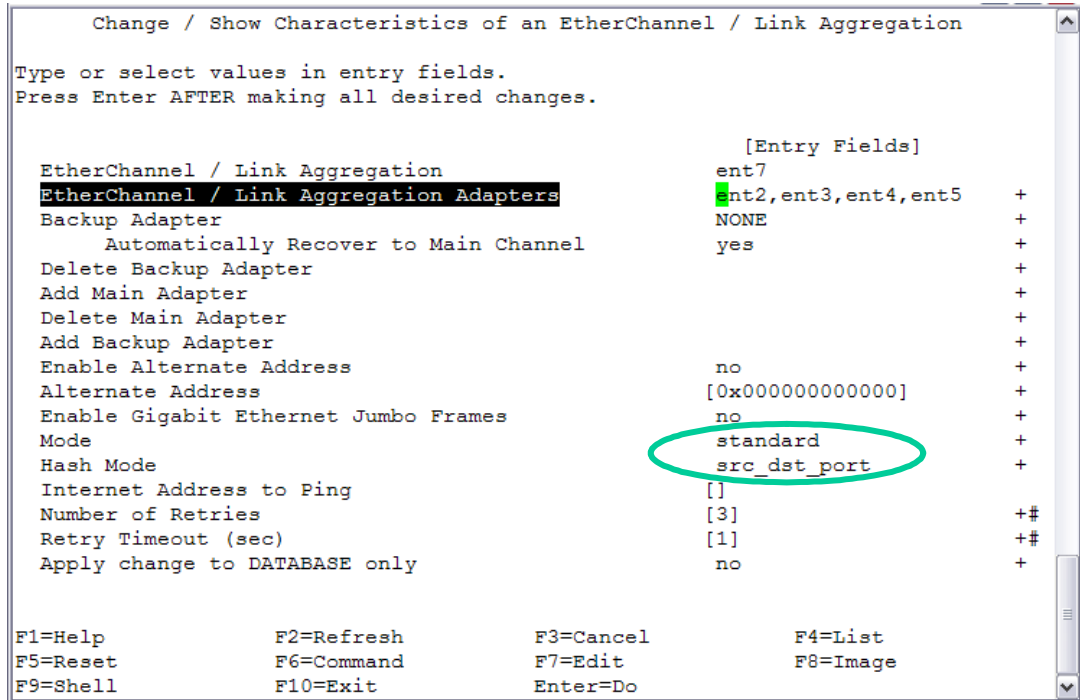 Change / Show Characteristics of an EtherChannel / Link Aggregation
Type or select values in entry fields.
Press Enter AFTER making all desired changes.
[Entry Fields]
EtherChannel / Link Aggregation ent7
EtherChannel / Link Aggregation Adapters ent2,ent3,ent4,ent5 +
Backup Adapter NONE +
Automatically Recover to Main Channel yes +
Delete Backup Adapter +
Add Main Adapter +
Delete Main Adapter +
Add Backup Adapter +
Enable Alternate Address no +
Alternate Address [0x000000000000] +
Enable Gigabit Ethernet Jumbo Frames no +
Mode standard +
Hash Mode src_dst_port +
Internet Address to Ping []
Number of Retries [3] +#
Retry Timeout (sec) [1] +#
Apply change to DATABASE only no +
F1=Help F2=Refresh F3=Cancel F4=List
F5=Reset F6=Command F7=Edit F8=Image
F9=Shell F10=Exit Enter=Do